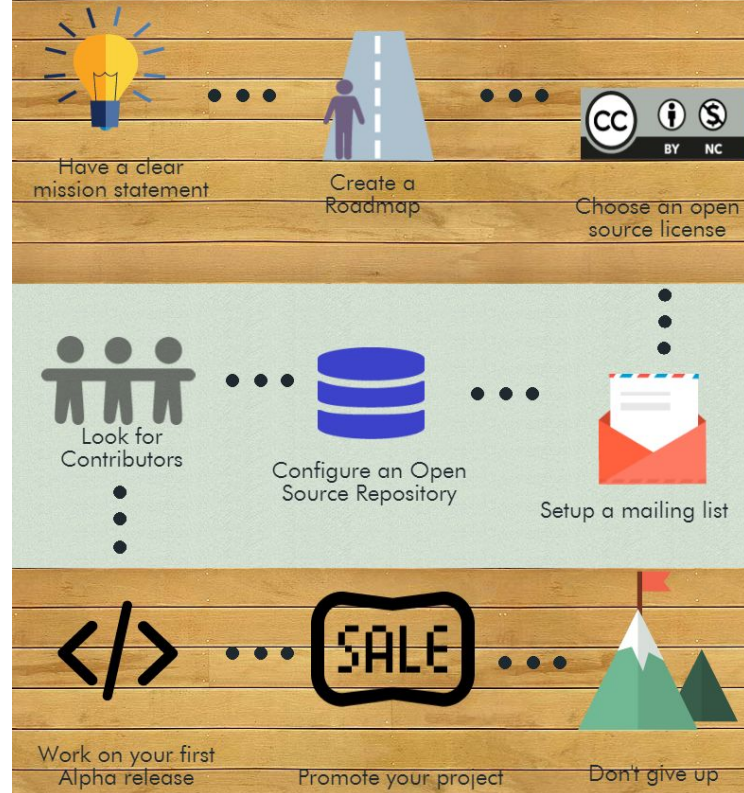 Have a clear
mission statement
Create a
Roadmap
CC
BY NC
Choose an open
source license
Look for
Contributors
Configure an Open
Source Repository
Setup a mailing list
SALE
Work on your first
Alpha release
Promote your project
Don't give up